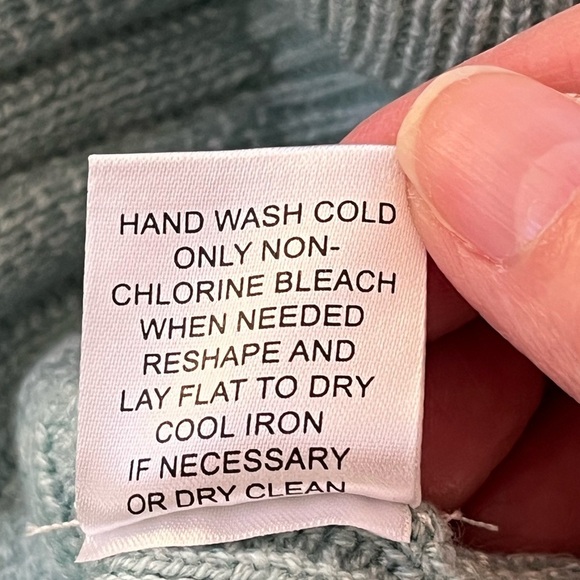 HAND WASH COLD
ONLY NON-
CHLORINE BLEACH
WHEN NEEDED
RESHAPE AND
LAY FLAT TO DRY
COOL IRON
IF NECESSARY
OR DRY CLEAN